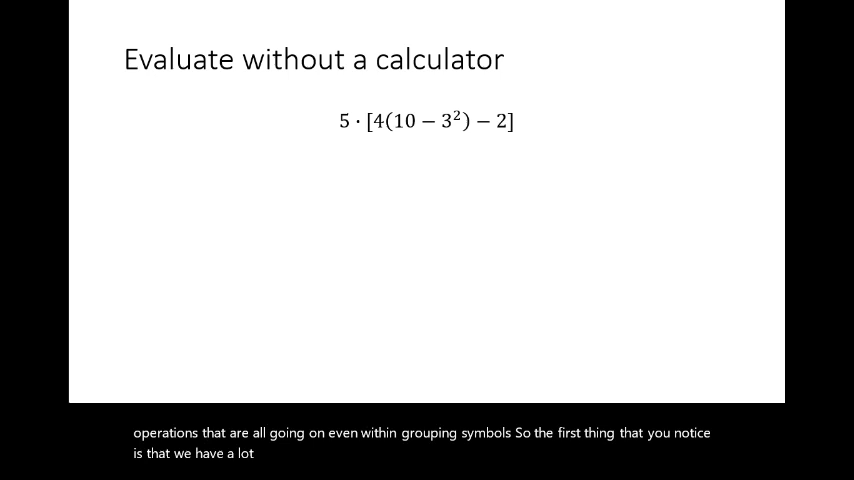 Evaluate without a calculator
5 · [4(10 − 3²) − 2]
operations that are all going on even within grouping symbols So the first thing that you notice
is that we have a lot